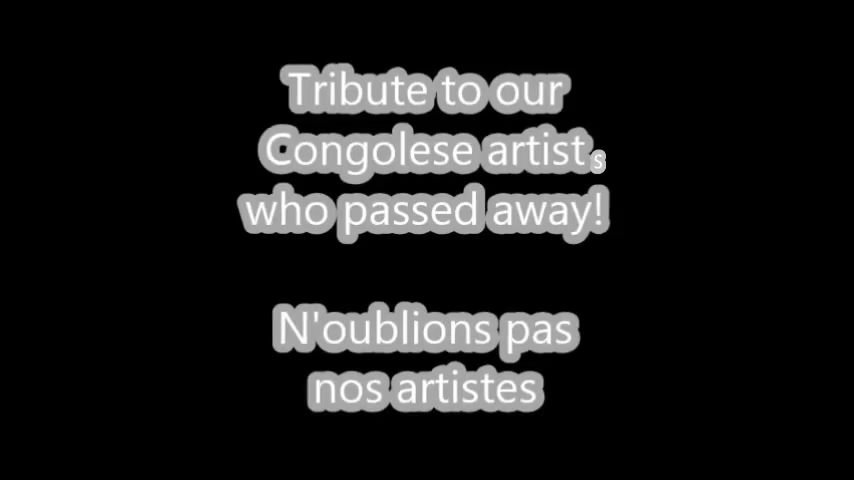 Tribute to our
Congolese artists
who passed away!
N'oublions pas
nos artistes